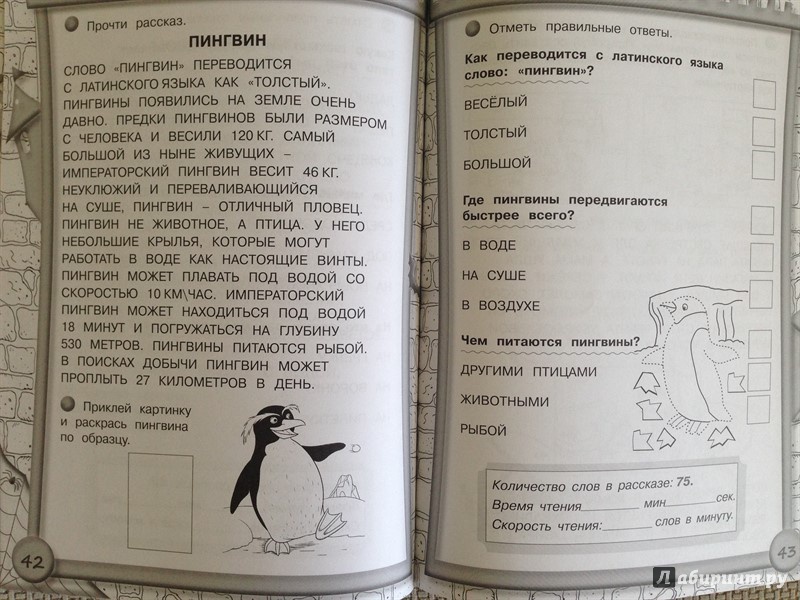 Прочти рассказ.
ПИНГВИН
СЛОВО «ПИНГВИН» ПЕРЕВОДИТСЯ
С ЛАТИНСКОГО ЯЗЫКА КАК «ТОЛСТЫЙ».
ПИНГВИНЫ ПОЯВИЛИСЬ НА ЗЕМЛЕ ОЧЕНЬ
ДАВНО. ПРЕДКИ ПИНГВИНОВ БЫЛИ РАЗМЕРОМ
С ЧЕЛОВЕКА И ВЕСИЛИ 120 КГ. САМЫЙ
БОЛЬШОЙ ИЗ НЫНЕ ЖИВУЩИХ –
ИМПЕРАТОРСКИЙ ПИНГВИН ВЕСИТ 46 КГ.
НЕУКЛЮЖИЙ И ПЕРЕВАЛИВАЮЩИЙСЯ
НА СУШЕ, ПИНГВИН – ОТЛИЧНЫЙ ПЛОВЕЦ.
ПИНГВИН НЕ ЖИВОТНОЕ, А ПТИЦА. У НЕГО
НЕБОЛЬШИЕ КРЫЛЬЯ, КОТОРЫЕ МОГУТ
РАБОТАТЬ В ВОДЕ КАК НАСТОЯЩИЕ ВИНТЫ.
ПИНГВИН МОЖЕТ ПЛАВАТЬ ПОД ВОДОЙ СО
СКОРОСТЬЮ 10 КМ\ЧАС. ИМПЕРАТОРСКИЙ
ПИНГВИН МОЖЕТ НАХОДИТЬСЯ ПОД ВОДОЙ
18 МИНУТ И ПОГРУЖАТЬСЯ НА ГЛУБИНУ
530 МЕТРОВ. ПИНГВИНЫ ПИТАЮТСЯ РЫБОЙ.
В ПОИСКАХ ДОБЫЧИ ПИНГВИН МОЖЕТ
ПРОПЛЫТЬ 27 КИЛОМЕТРОВ В ДЕНЬ.
Приклей картинку
и раскрась пингвина
по образцу.
42
Отметь правильные ответы.
Как переводится с латинского языка
слово: «пингвин»?
ВЕСЁЛЫЙ
ТОЛСТЫЙ
БОЛЬШОЙ
Где пингвины передвигаются
быстрее всего?
В ВОДЕ
НА СУШЕ
В ВОЗДУХЕ
Чем питаются пингвины?
ДРУГИМИ ПТИЦАМИ
ЖИВОТНЫМИ
РЫБОЙ
Количество слов в рассказе: 75.
Время чтения________ мин_______сек.
Скорость чтения:_______ слов в минуту.
43
Лабиринт.ру